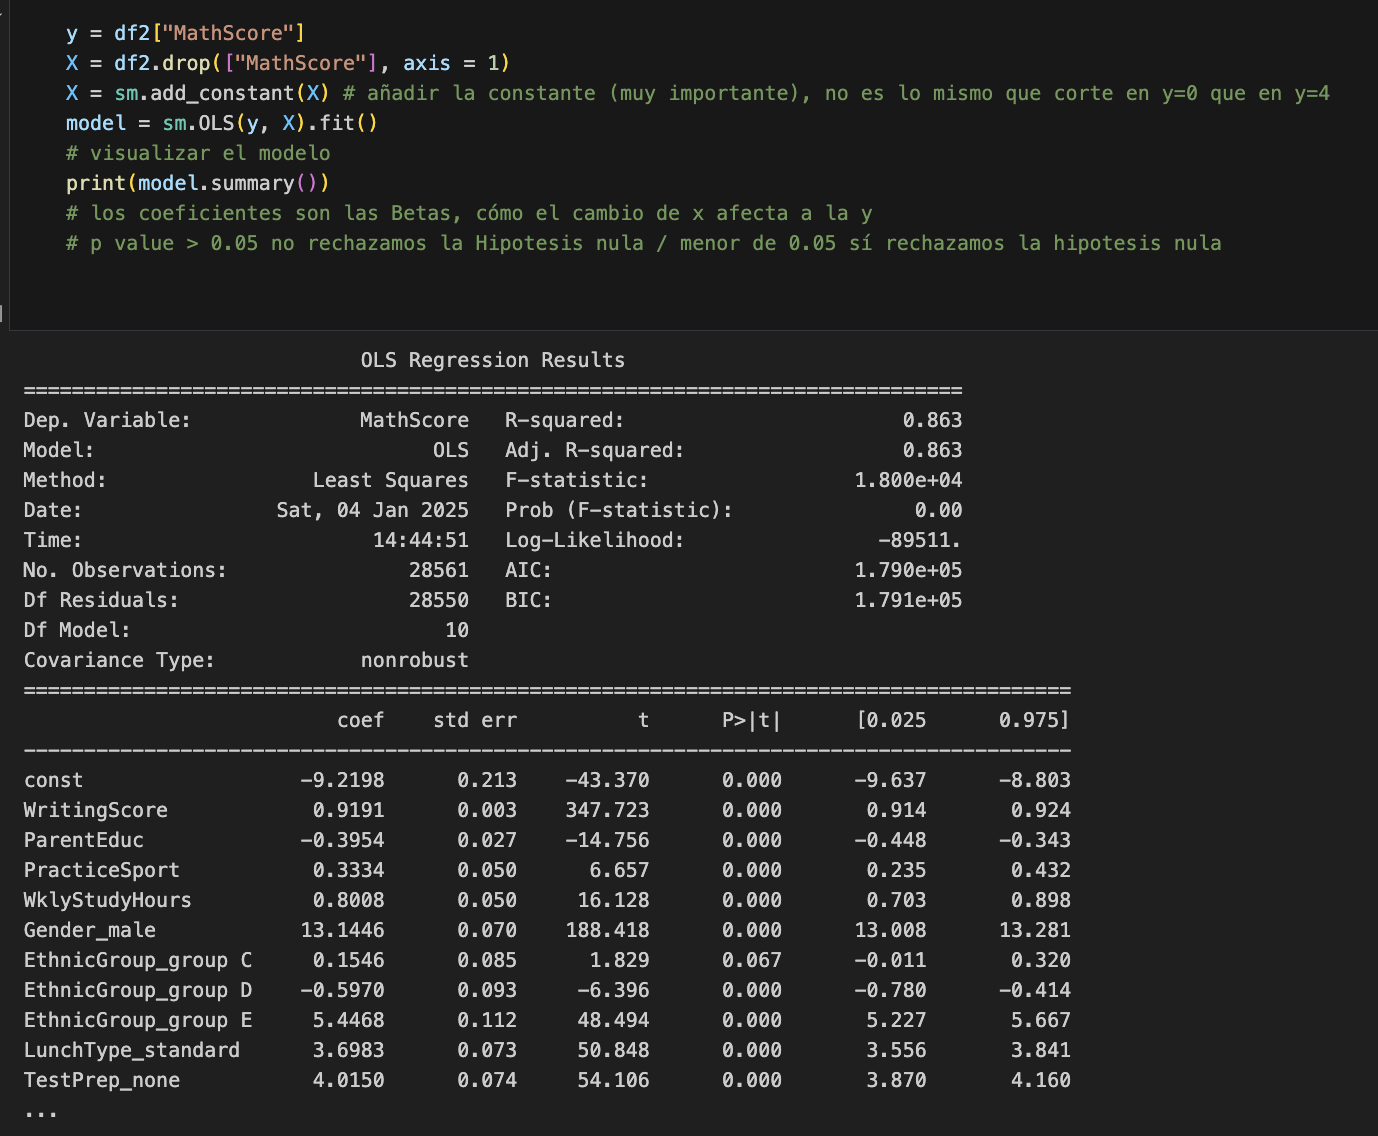 y = df2["MathScore"]
X = df2.drop(["MathScore"], axis = 1)
X = sm.add_constant(X) # añadir la constante (muy importante), no es lo mismo que corte en y=0 que en y=4
model = sm.OLS(y, X).fit()
# visualizar el modelo
print(model.summary())
# los coeficientes son las Betas, cómo el cambio de x afecta a la y
# p value > 0.05 no rechazamos la Hipotesis nula / menor de 0.05 sí rechazamos la hipotesis nula
                            OLS Regression Results
==============================================================================
Dep. Variable:              MathScore   R-squared:                       0.863
Model:                            OLS   Adj. R-squared:                  0.863
Method:                 Least Squares   F-statistic:                 1.800e+04
Date:                Sat, 04 Jan 2025   Prob (F-statistic):               0.00
Time:                        14:44:51   Log-Likelihood:                -89511.
No. Observations:               28561   AIC:                         1.790e+05
Df Residuals:                   28550   BIC:                         1.791e+05
Df Model:                          10
Covariance Type:            nonrobust
=======================================================================================
                          coef    std err          t      P>|t|      [0.025      0.975]
---------------------------------------------------------------------------------------
const                  -9.2198      0.213    -43.370      0.000      -9.637      -8.803
WritingScore            0.9191      0.003    347.723      0.000       0.914       0.924
ParentEduc             -0.3954      0.027    -14.756      0.000      -0.448      -0.343
PracticeSport           0.3334      0.050      6.657      0.000       0.235       0.432
WklyStudyHours          0.8008      0.050     16.128      0.000       0.703       0.898
Gender_male            13.1446      0.070    188.418      0.000      13.008      13.281
EthnicGroup_group C     0.1546      0.085      1.829      0.067      -0.011       0.320
EthnicGroup_group D    -0.5970      0.093     -6.396      0.000      -0.780      -0.414
EthnicGroup_group E     5.4468      0.112     48.494      0.000       5.227       5.667
LunchType_standard      3.6983      0.073     50.848      0.000       3.556       3.841
TestPrep_none           4.0150      0.074     54.106      0.000       3.870       4.160
...